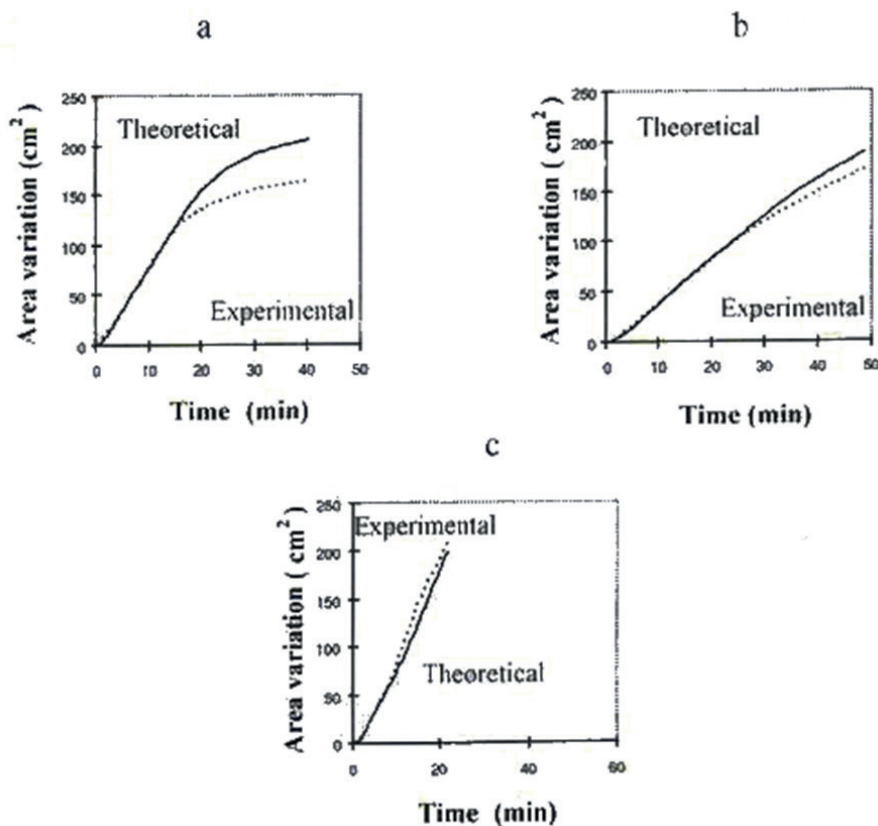 a
250
Theoretical
200
150
100
50
Experimental
0
0 10 20 30 40 50
Area variation (cm²)
Time (min)
b
250
Theoretical
200
150
100
50
Experimental
0
0 10 20 30 40 50
Area variation ( cm²)
Time (min)
c
250
Experimental
200
150
100
Theoretical
50
0
0 20 40 60
Area variation ( cm²)
Time (min)